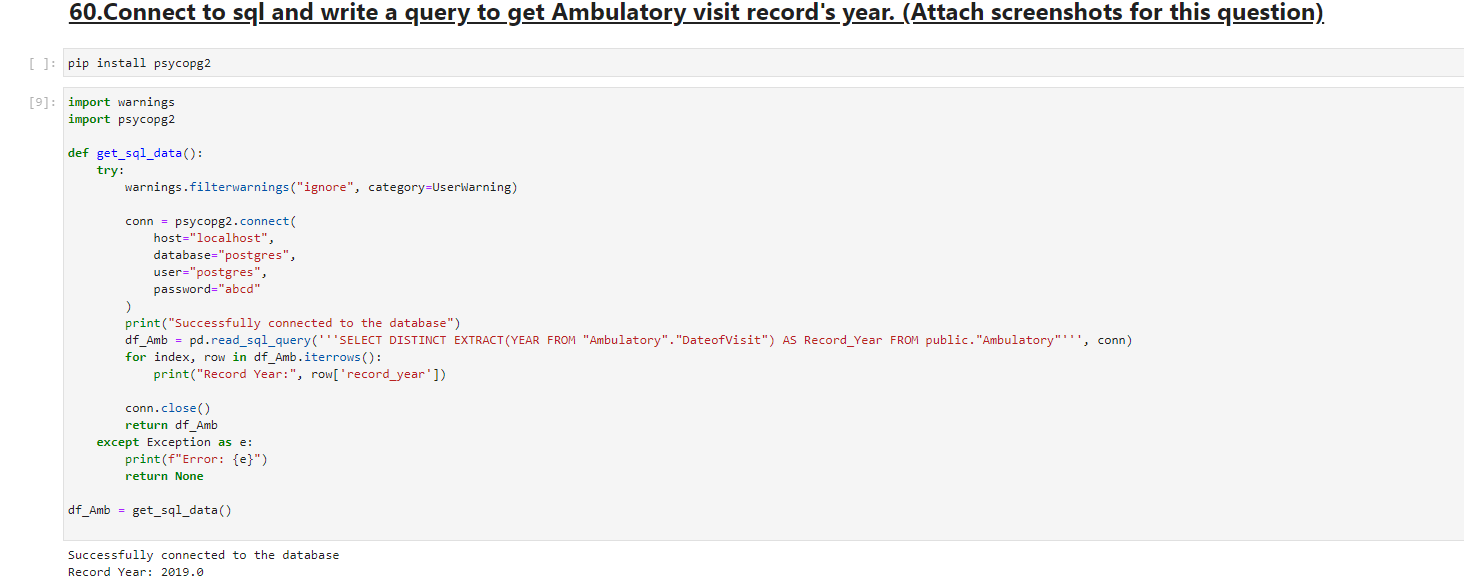 60.Connect to sql and write a query to get Ambulatory visit record's year. (Attach screenshots for this question)
[ ]: pip install psycopg2
[9]: import warnings
import psycopg2
def get_sql_data():
    try:
        warnings.filterwarnings("ignore", category=UserWarning)
        conn = psycopg2.connect(
            host="localhost",
            database="postgres",
            user="postgres",
            password="abcd"
        )
        print("Successfully connected to the database")
        df_Amb = pd.read_sql_query('''SELECT DISTINCT EXTRACT(YEAR FROM "Ambulatory"."DateofVisit") AS Record_Year FROM public."Ambulatory"''', conn)
        for index, row in df_Amb.iterrows():
            print("Record Year:", row['record_year'])
        conn.close()
        return df_Amb
    except Exception as e:
        print(f"Error: {e}")
        return None
df_Amb = get_sql_data()
Successfully connected to the database
Record Year: 2019.0